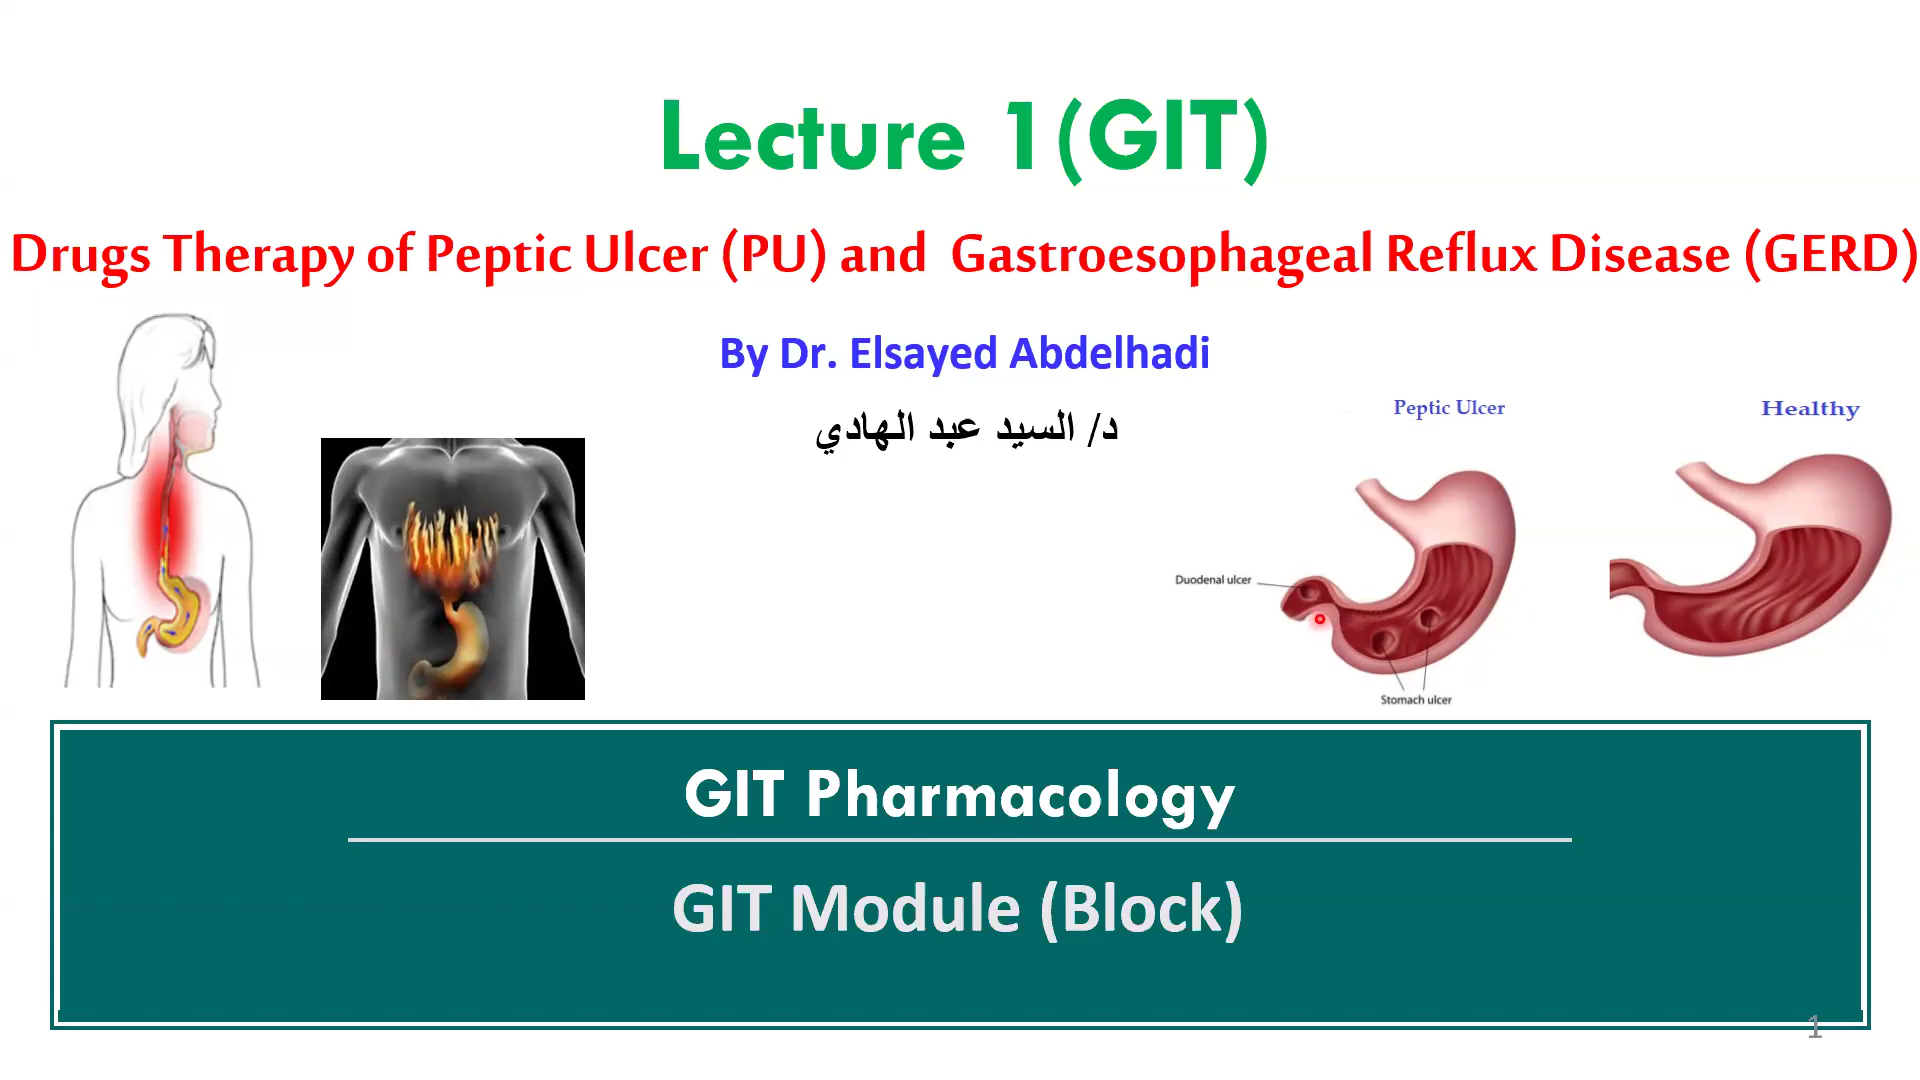 Lecture 1(GIT)
Drugs Therapy of Peptic Ulcer (PU) and Gastroesophageal Reflux Disease (GERD)
By Dr. Elsayed Abdelhadi
د/ السيد عبد الهادي
Peptic Ulcer
Healthy
Duodenal ulcer
Stomach ulcer
GIT Pharmacology
GIT Module (Block)
1